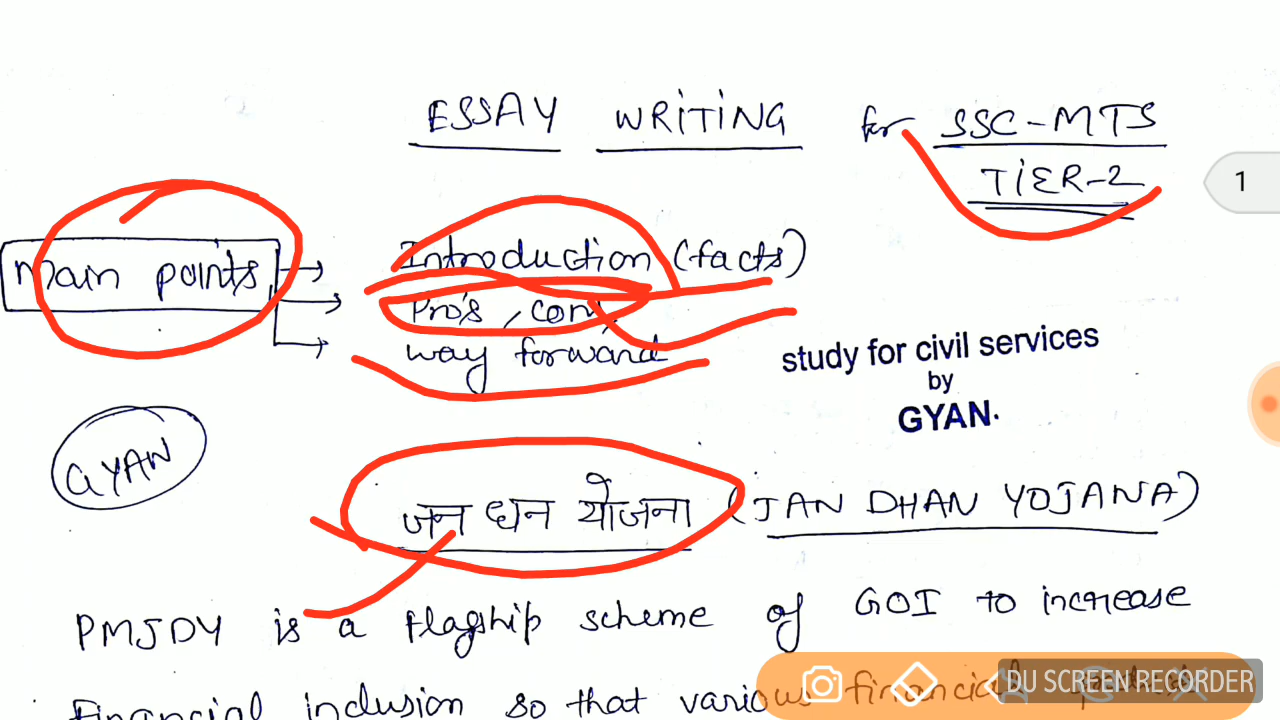 ESSAY WRITING for SSC-MTS
TIER-2
1
Main points → Introduction (facts)
Pro's, con,
way forward
study for civil services
by
GYAN.
GYAN
जन धन योजना (JAN DHAN YOJANA)
PMJDY is a flagship scheme of GOI to increase
financial inclusion so that various financial
DU SCREEN RECORDER